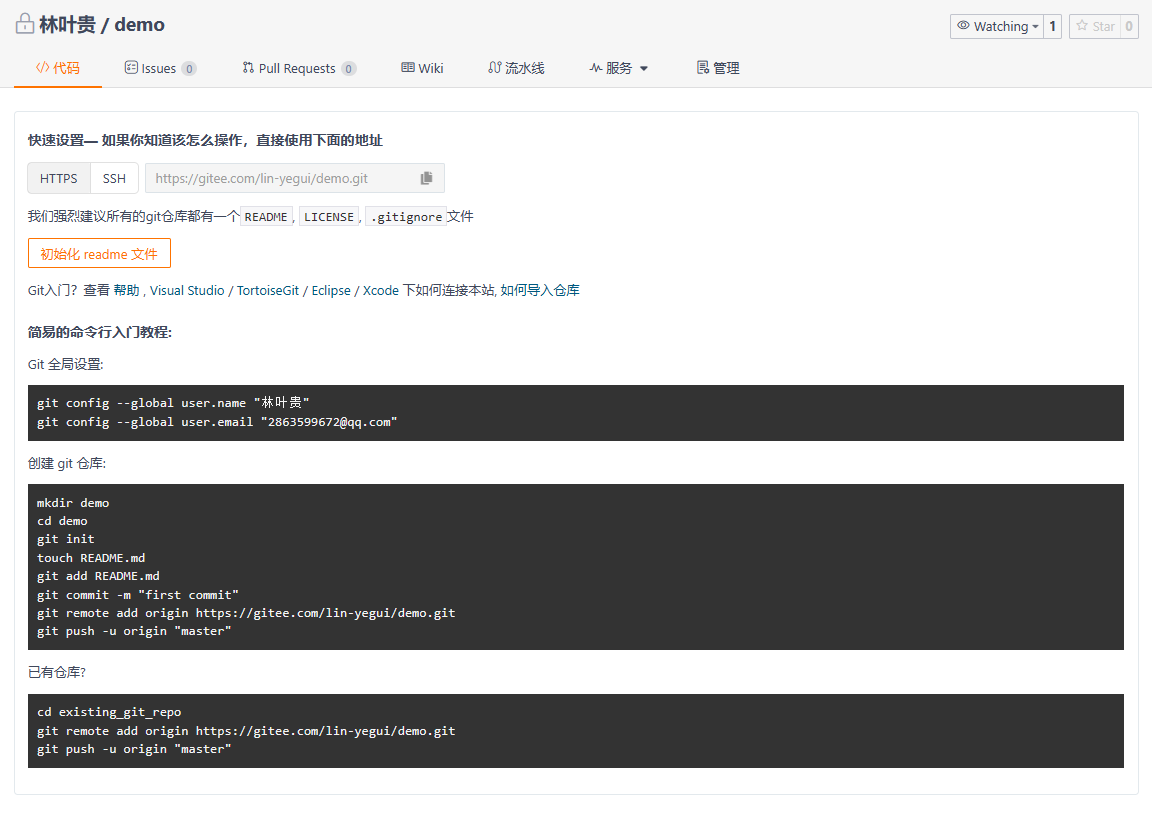 林叶贵 / demo
Watching 1 Star 0
代码 Issues 0 Pull Requests 0 Wiki 流水线 服务 管理
快速设置— 如果你知道该怎么操作，直接使用下面的地址
HTTPS SSH https://gitee.com/lin-yegui/demo.git
我们强烈建议所有的git仓库都有一个 README , LICENSE , .gitignore 文件
初始化 readme 文件
Git入门？查看 帮助 , Visual Studio / TortoiseGit / Eclipse / Xcode 下如何连接本站, 如何导入仓库
简易的命令行入门教程:
Git 全局设置:
git config --global user.name "林叶贵"
git config --global user.email "2863599672@qq.com"
创建 git 仓库:
mkdir demo
cd demo
git init
touch README.md
git add README.md
git commit -m "first commit"
git remote add origin https://gitee.com/lin-yegui/demo.git
git push -u origin "master"
已有仓库?
cd existing_git_repo
git remote add origin https://gitee.com/lin-yegui/demo.git
git push -u origin "master"